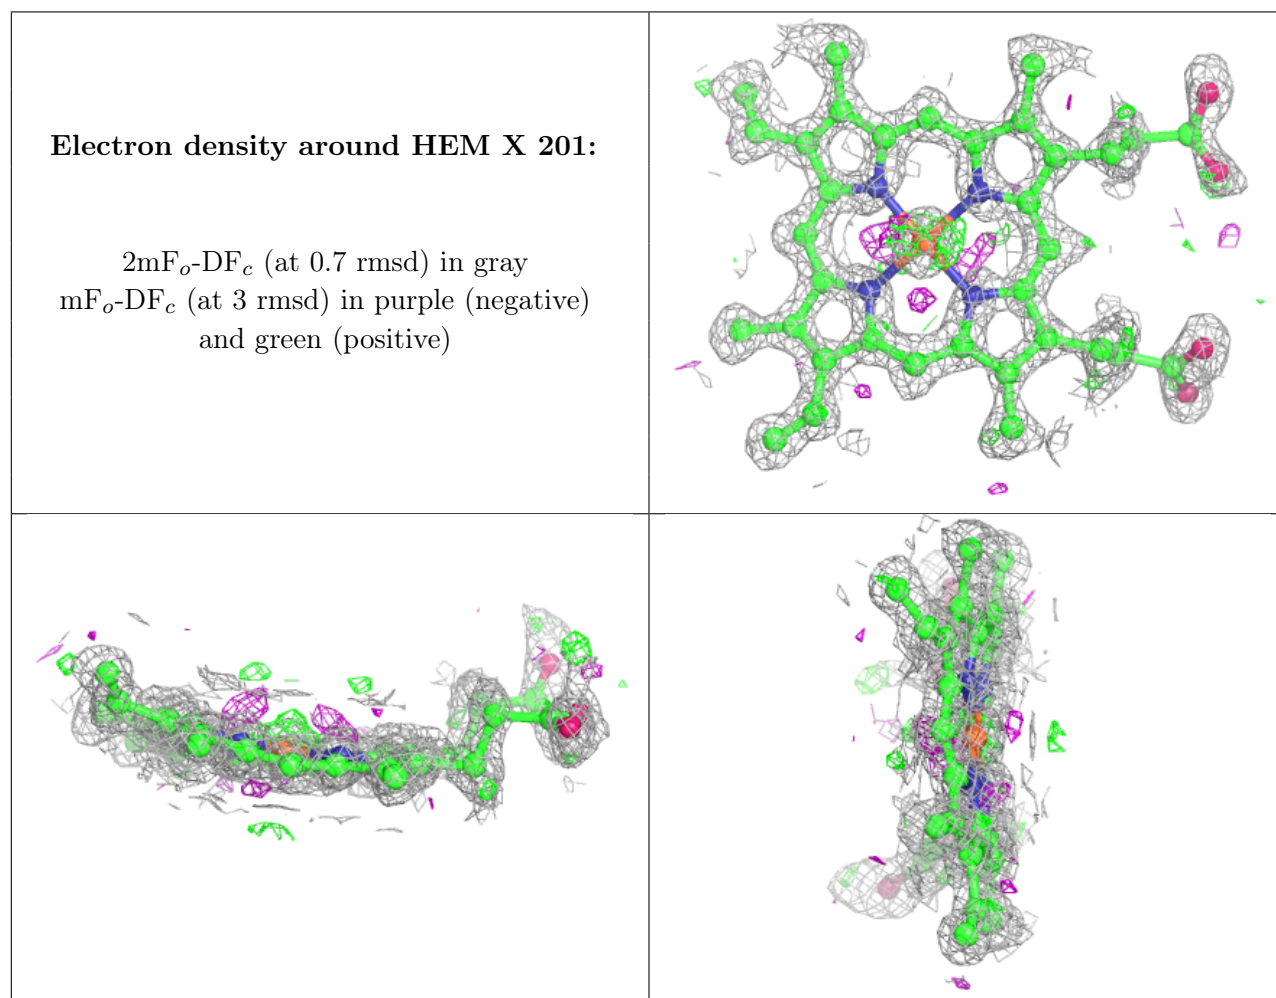 Electron density around HEM X 201:
2mFo-DFc (at 0.7 rmsd) in gray
mFo-DFc (at 3 rmsd) in purple (negative)
and green (positive)